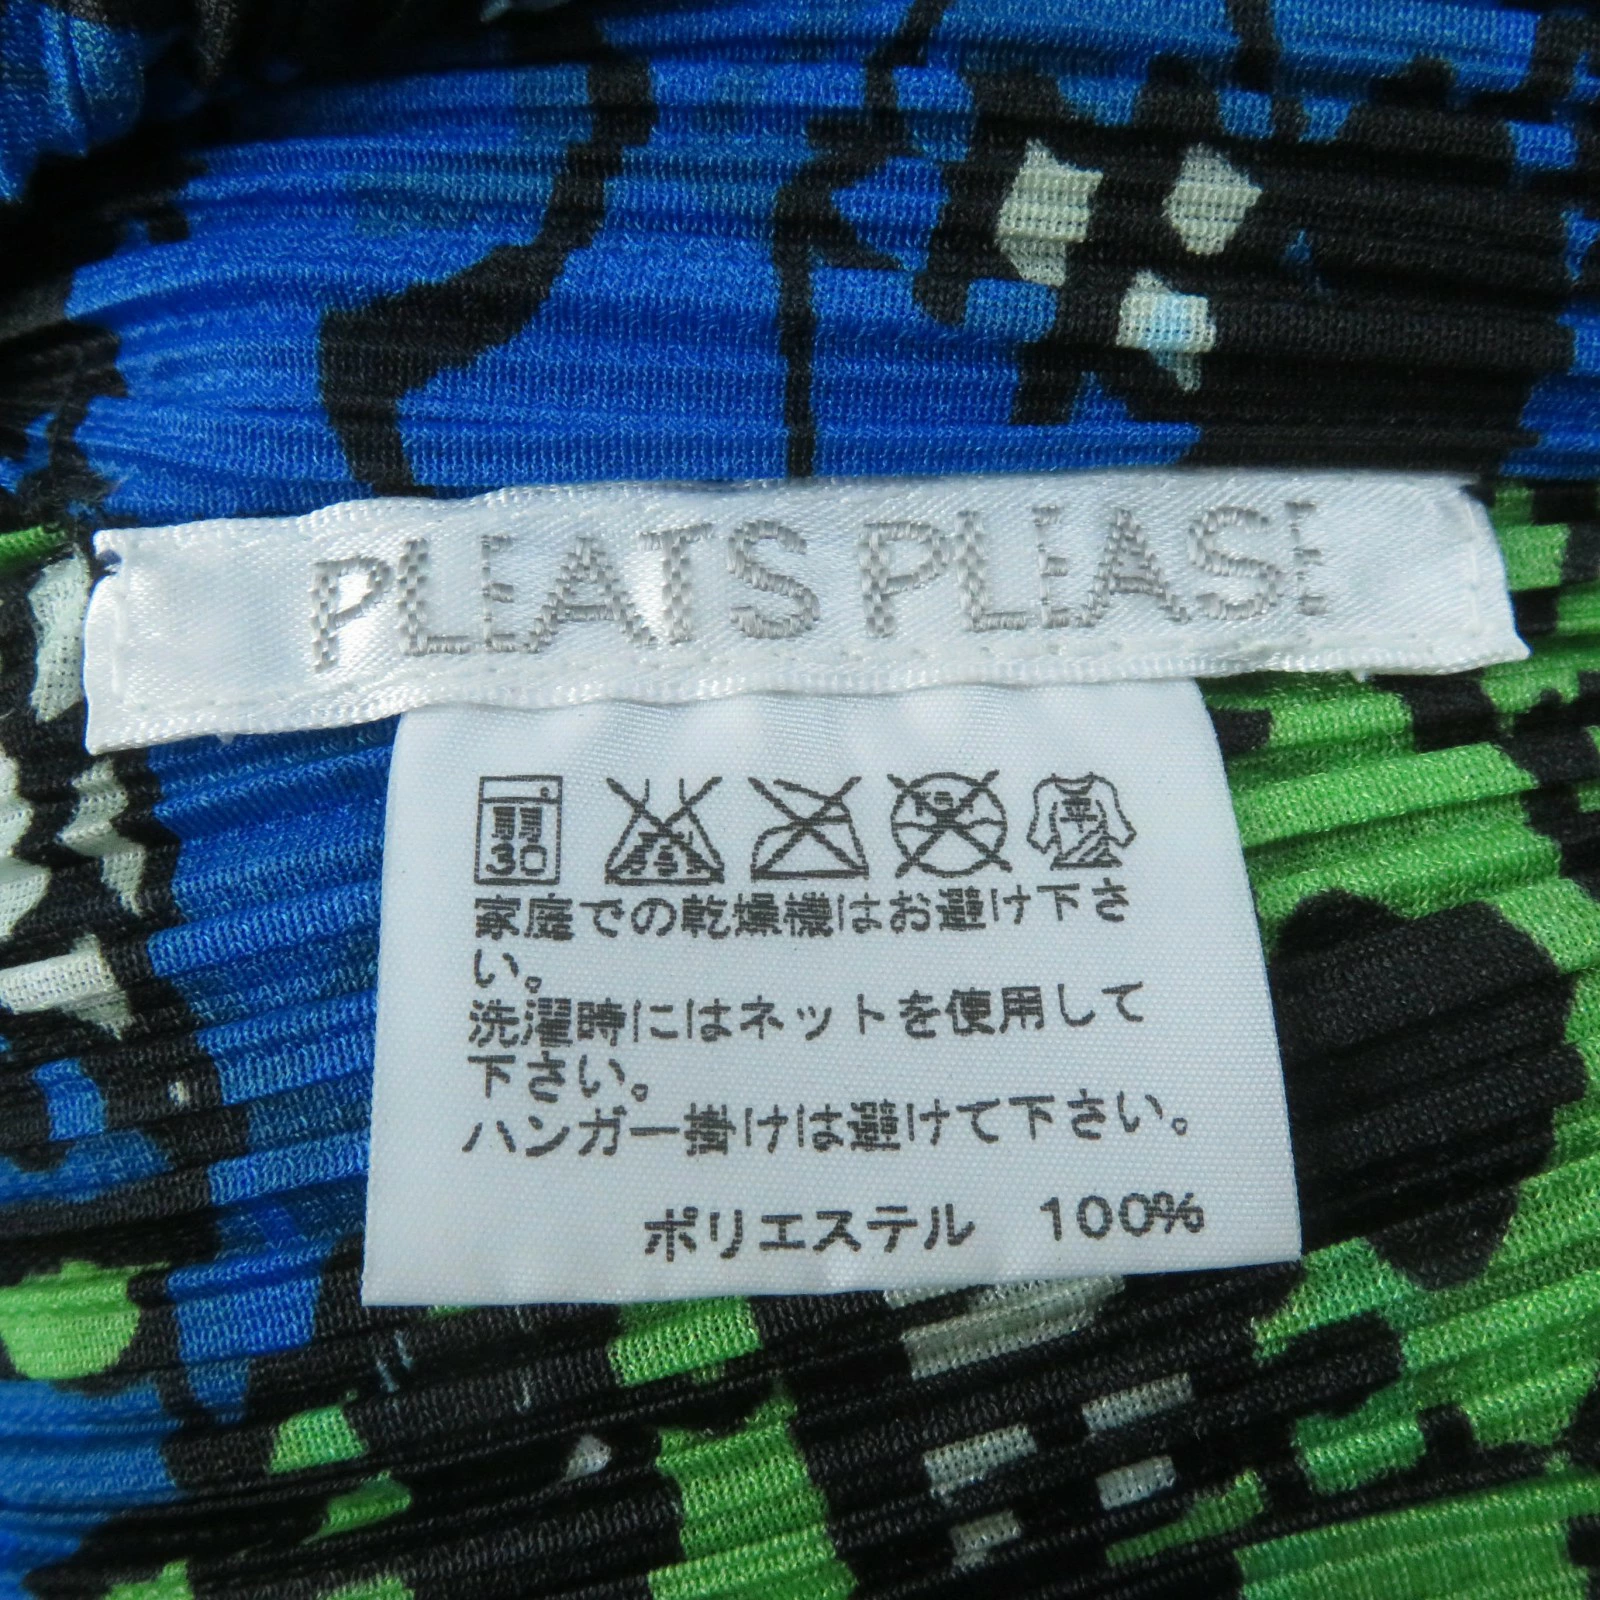 PLEATS PLEASE
弱
30
家庭での乾燥機はお避け下さ
い。
洗濯時にはネットを使用して
下さい。
ハンガー掛けは避けて下さい。
ポリエステル 100%